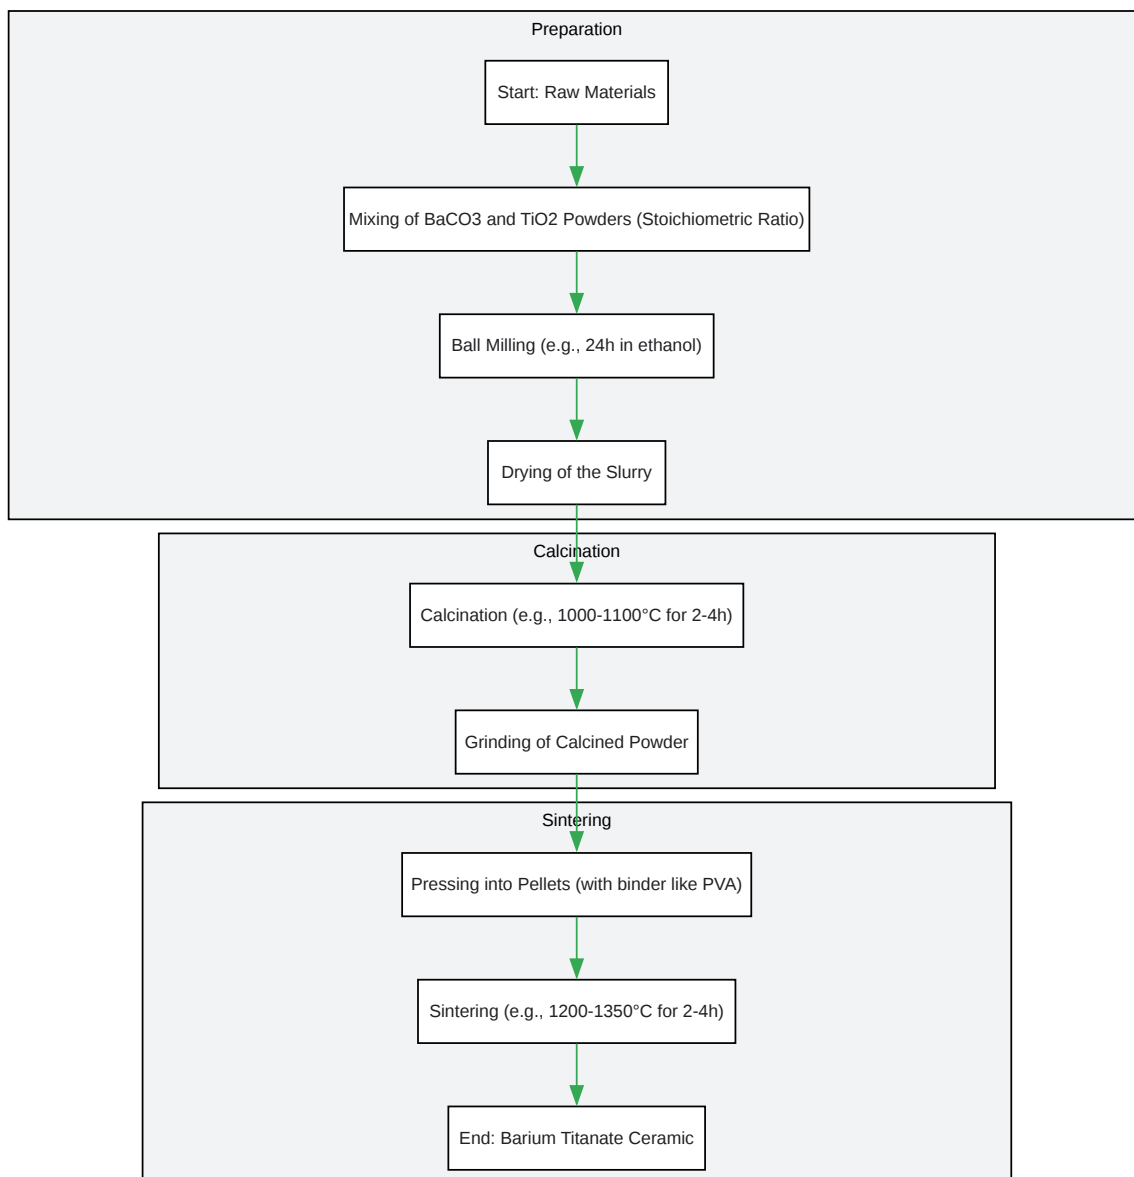 Preparation
Start: Raw Materials
Mixing of BaCO3 and TiO2 Powders (Stoichiometric Ratio)
Ball Milling (e.g., 24h in ethanol)
Drying of the Slurry
Calcination
Calcination (e.g., 1000-1100°C for 2-4h)
Grinding of Calcined Powder
Sintering
Pressing into Pellets (with binder like PVA)
Sintering (e.g., 1200-1350°C for 2-4h)
End: Barium Titanate Ceramic